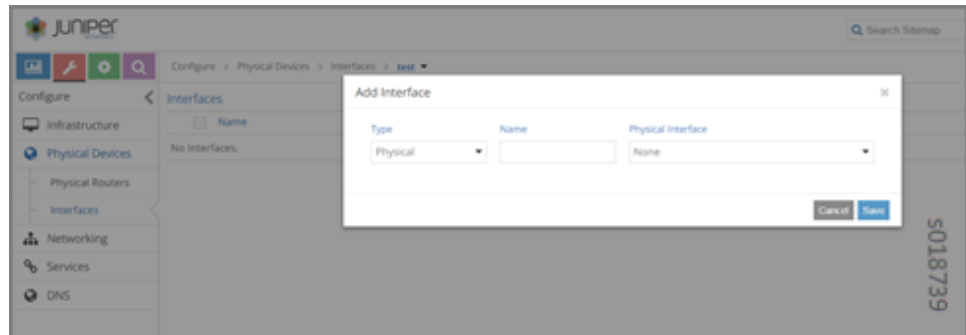 JUNIPEr
NETWORKS
Search Sitemap
Configure > Physical Devices > Interfaces > test
Configure
Infrastructure
Physical Devices
Physical Routers
Interfaces
Networking
Services
DNS
Interfaces
Name
No Interfaces.
Add Interface
Type
Name
Physical Interface
Physical
None
Cancel
Save
s018739